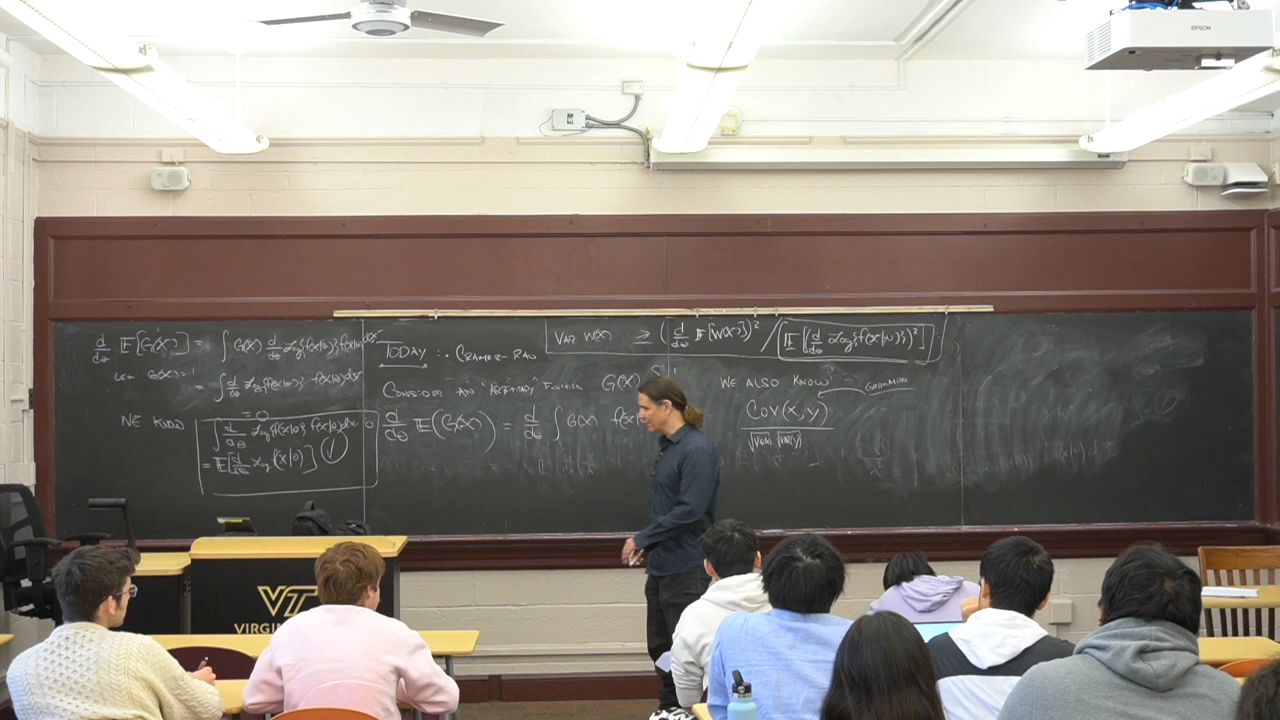 d/dθ E[G(X)] = ∫ G(X) d/dθ Log{f(x|θ)} f(x|θ)dx
LET G(X)=1
= ∫ d/dθ Log{f(x|θ)} f(x|θ)dx
= 0
WE KNOW
∫ d/dθ Log{f(x|θ)} f(x|θ)dx = 0
= E[d/dθ Log f(x|θ)] ✓
TODAY : CRAMER-RAO
VAR W(X) ≥ (d/dθ E[W(X)])² / E[(d/dθ Log{f(x|θ)})²]
CONSIDER AN "ARBITRARY" FUNCTION G(X)
d/dθ E(G(X)) = d/dθ ∫ G(X)
WE ALSO KNOW
Cov(X,Y)
√Var(X) √Var(Y)
EPSON
VT